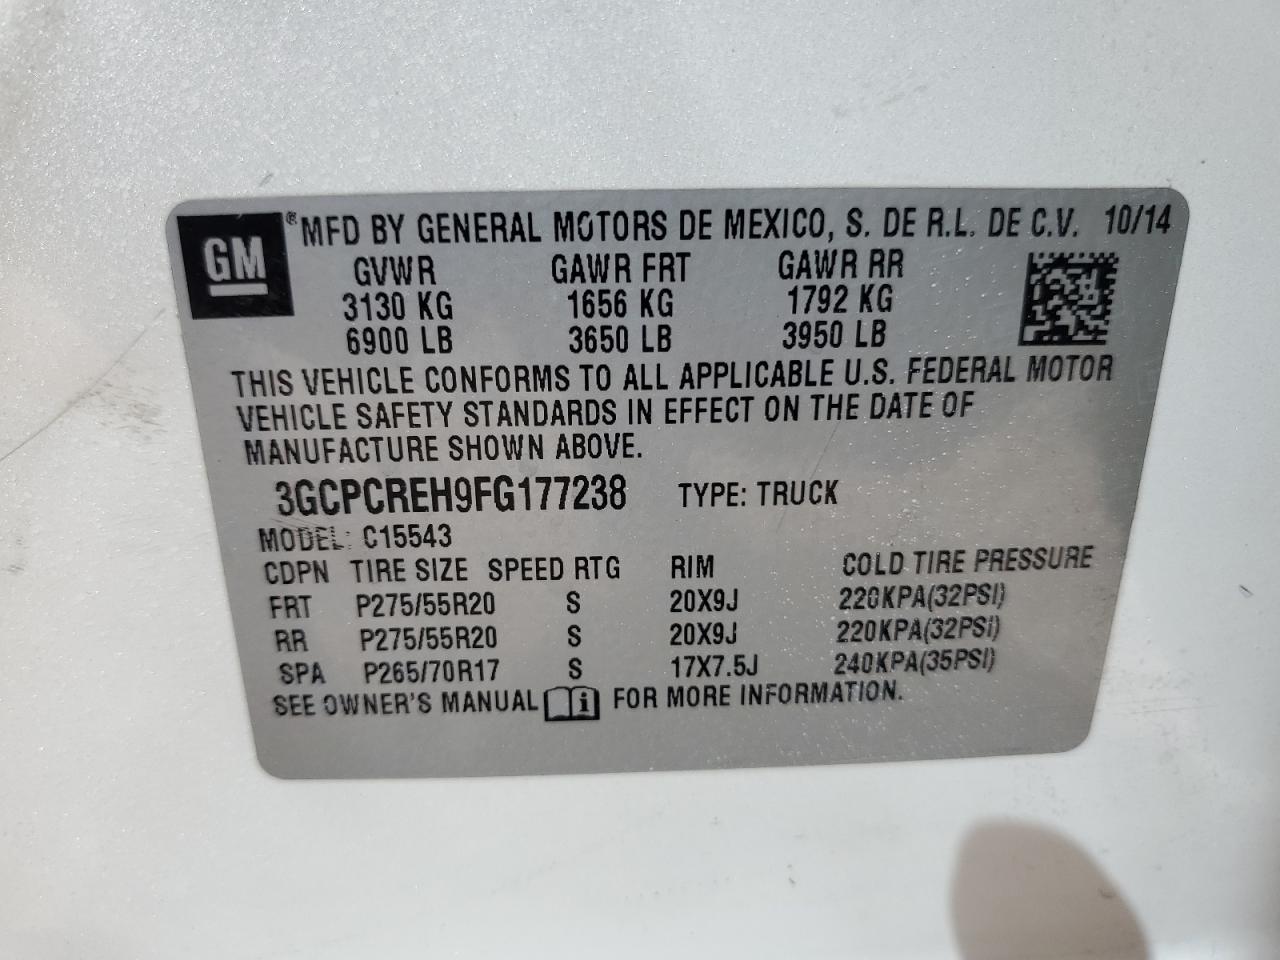 GM ® MFD BY GENERAL MOTORS DE MEXICO, S. DE R.L. DE C.V. 10/14
GVWR GAWR FRT GAWR RR
3130 KG 1656 KG 1792 KG
6900 LB 3650 LB 3950 LB
THIS VEHICLE CONFORMS TO ALL APPLICABLE U.S. FEDERAL MOTOR
VEHICLE SAFETY STANDARDS IN EFFECT ON THE DATE OF
MANUFACTURE SHOWN ABOVE.
3GCPCREH9FG177238 TYPE: TRUCK
MODEL: C15543
CDPN TIRE SIZE SPEED RTG RIM COLD TIRE PRESSURE
FRT P275/55R20 S 20X9J 220KPA(32PSI)
RR P275/55R20 S 20X9J 220KPA(32PSI)
SPA P265/70R17 S 17X7.5J 240KPA(35PSI)
SEE OWNER'S MANUAL i FOR MORE INFORMATION.